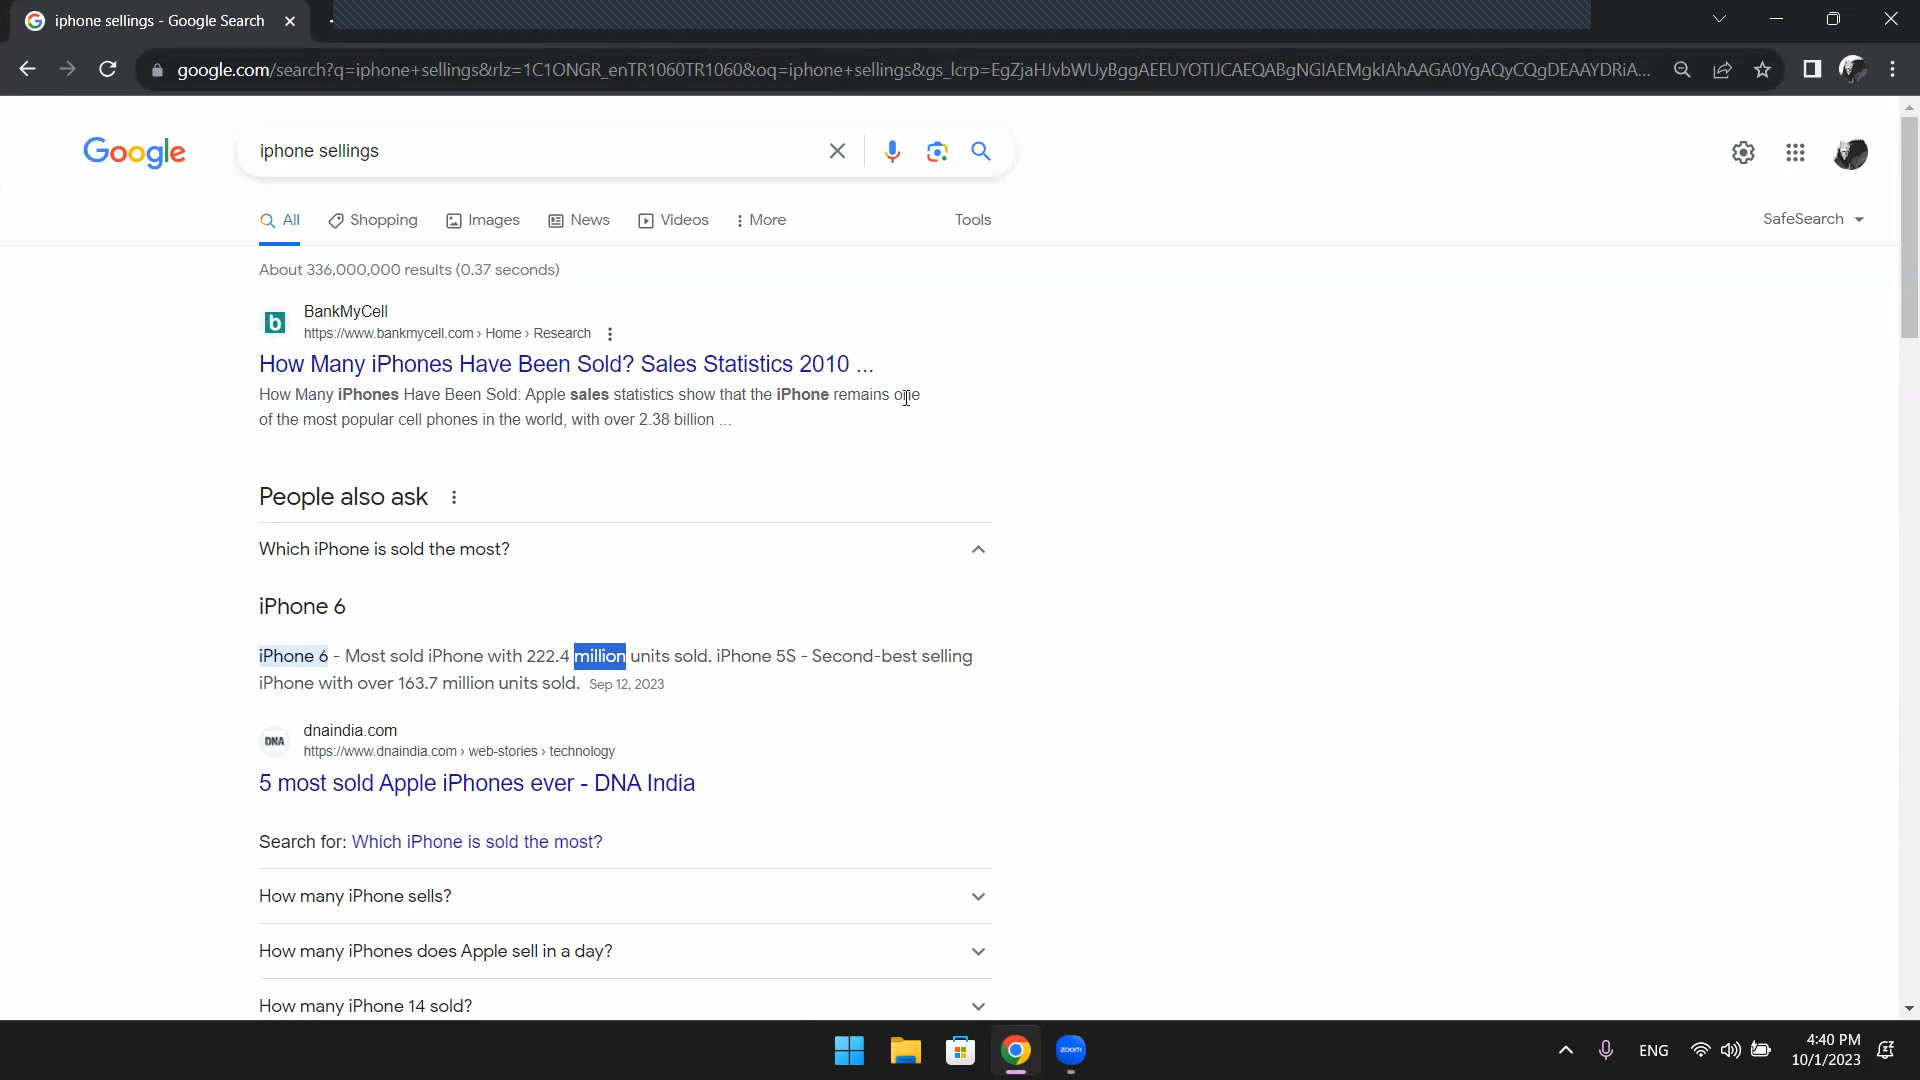 iphone sellings - Google Search
google.com/search?q=iphone+sellings&rlz=1C1ONGR_enTR1060TR1060&oq=iphone+sellings&gs_lcrp=EgZjaHJvbWUyBggAEEUYOTIJCAEQABgNGIAEMgkIAhAAGA0YgAQyCQgDEAAYDRiA...
Google
iphone sellings
All
Shopping
Images
News
Videos
More
Tools
SafeSearch
About 336,000,000 results (0.37 seconds)
b
BankMyCell
https://www.bankmycell.com › Home › Research
How Many iPhones Have Been Sold? Sales Statistics 2010 ...
How Many iPhones Have Been Sold: Apple sales statistics show that the iPhone remains one
of the most popular cell phones in the world, with over 2.38 billion ...
People also ask
Which iPhone is sold the most?
iPhone 6
iPhone 6 - Most sold iPhone with 222.4 million units sold. iPhone 5S - Second-best selling
iPhone with over 163.7 million units sold. Sep 12, 2023
DNA
dnaindia.com
https://www.dnaindia.com › web-stories › technology
5 most sold Apple iPhones ever - DNA India
Search for: Which iPhone is sold the most?
How many iPhone sells?
How many iPhones does Apple sell in a day?
How many iPhone 14 sold?
zoom
ENG
4:40 PM
10/1/2023